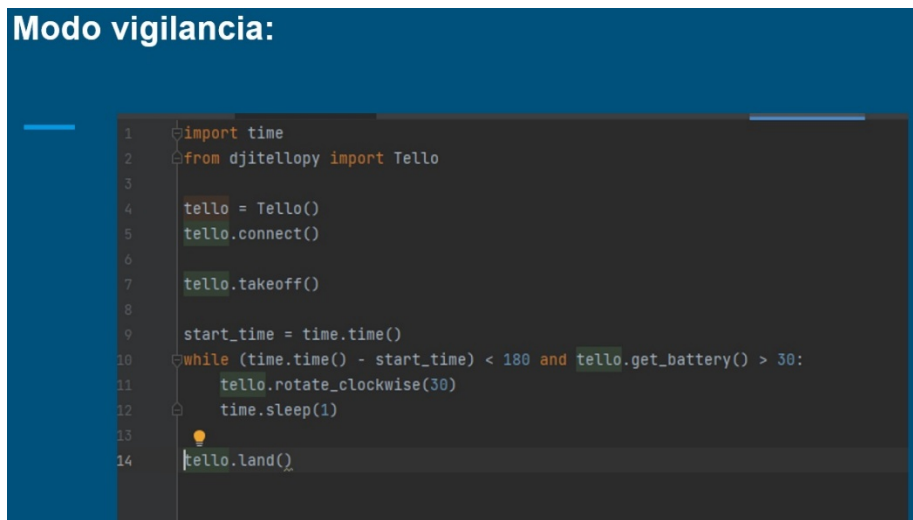 Modo vigilancia:
1 import time
2 from djitellopy import Tello
3
4 tello = Tello()
5 tello.connect()
6
7 tello.takeoff()
8
9 start_time = time.time()
10 while (time.time() - start_time) < 180 and tello.get_battery() > 30:
11     tello.rotate_clockwise(30)
12     time.sleep(1)
13
14 tello.land()